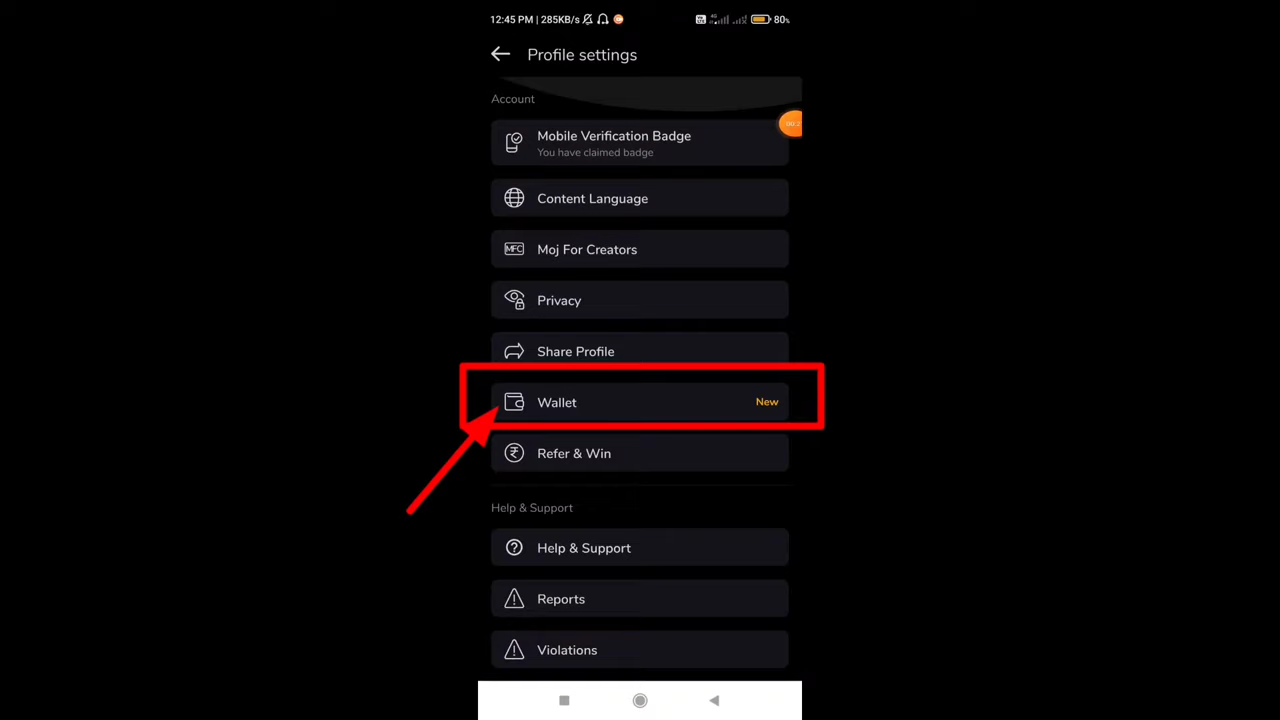 12:45 PM | 285KB/s 4G 80%
Profile settings
Account
Mobile Verification Badge
You have claimed badge
Content Language
MFC Moj For Creators
Privacy
Share Profile
Wallet New
Refer & Win
Help & Support
Help & Support
Reports
Violations